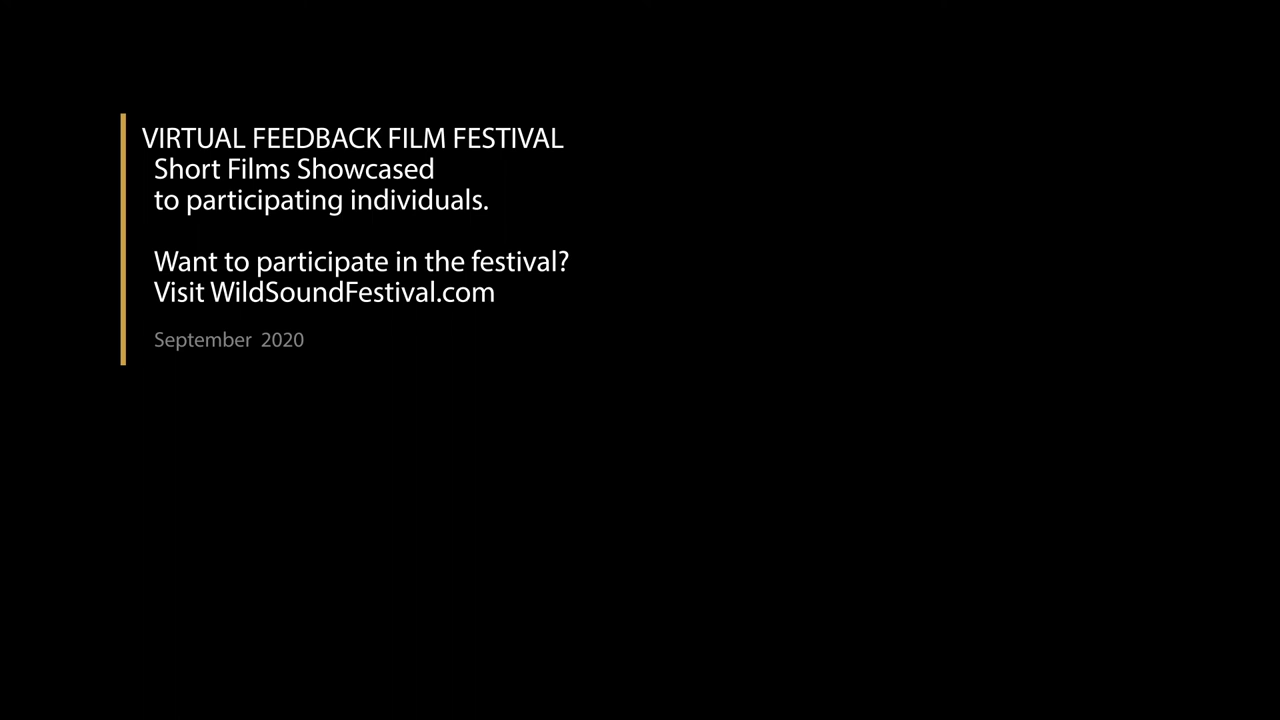 VIRTUAL FEEDBACK FILM FESTIVAL
Short Films Showcased
to participating individuals.
Want to participate in the festival?
Visit WildSoundFestival.com
September 2020